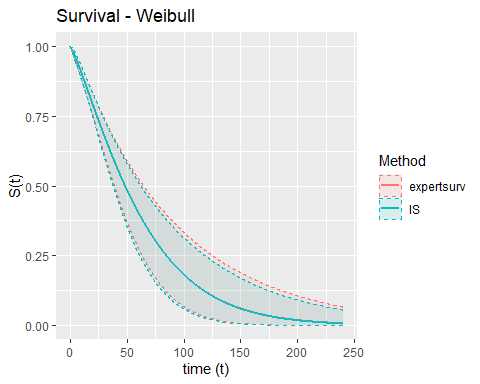 Survival - Weibull
1.00
0.75
0.50
0.25
0.00
S(t)
0
50
100
150
200
250
time (t)
Method
expertsurv
IS